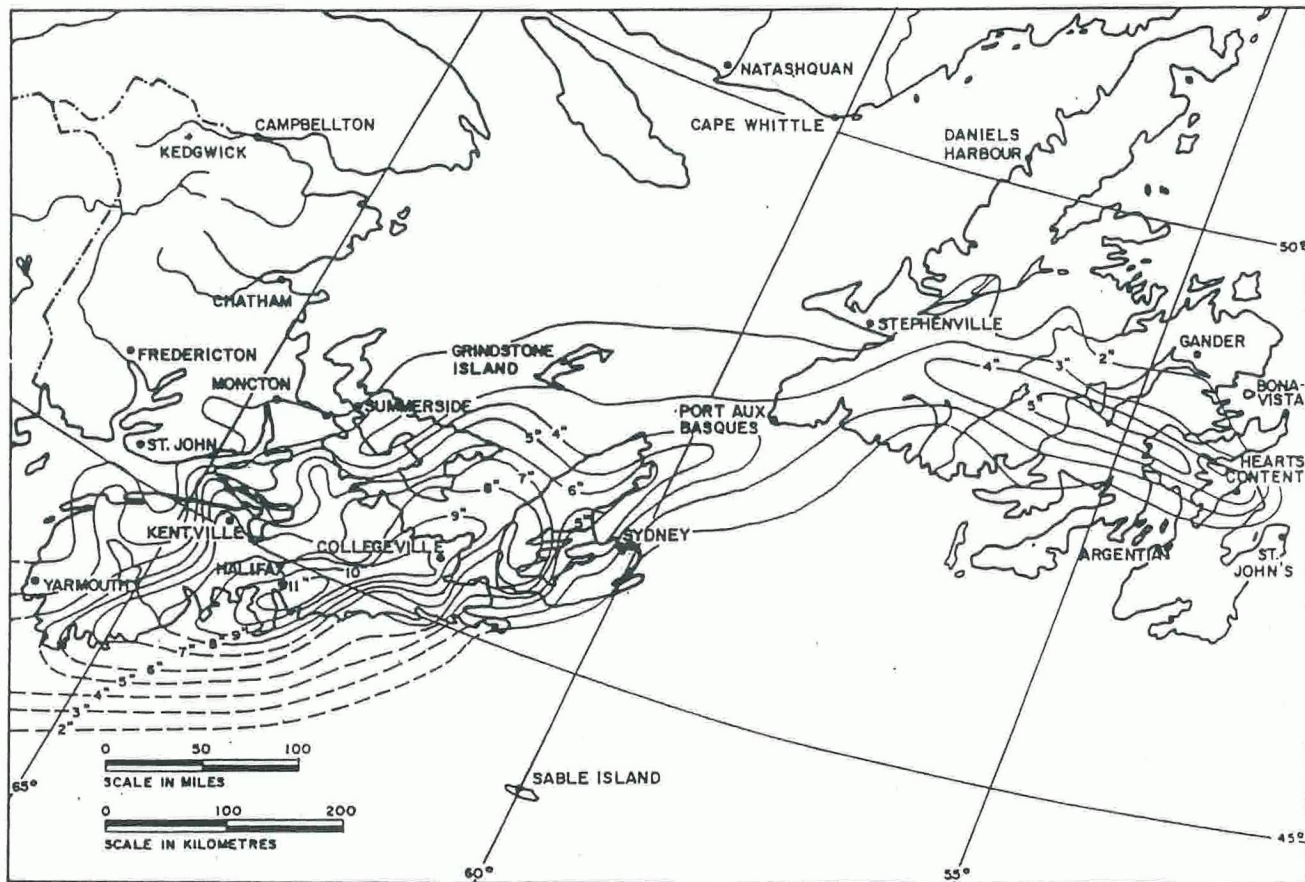 NATASHQUAN
CAPE WHITTLE
CAMPBELLTON
KEDGWICK
DANIELS
HARBOUR
50°
CHATHAM
STEPHENVILLE
FREDERICTON
GRINDSTONE
ISLAND
GANDER
MONCTON
4"
3"
2"
BONA-
VISTA
SUMMERSIDE
PORT AUX
BASQUES
5"
ST. JOHN
5"
4"
HEARTS
CONTENT
7"
6"
8"
9"
5"
KENTVILLE
SYDNEY
COLLEGEVILLE
ARGENTIA
ST.
JOHN'S
HALIFAX
10
YARMOUTH
11"
9"
8"
7"
6"
5"
4"
3"
2"
0 50 100
SCALE IN MILES
65°
SABLE ISLAND
0 100 200
SCALE IN KILOMETRES
45°
60°
55°